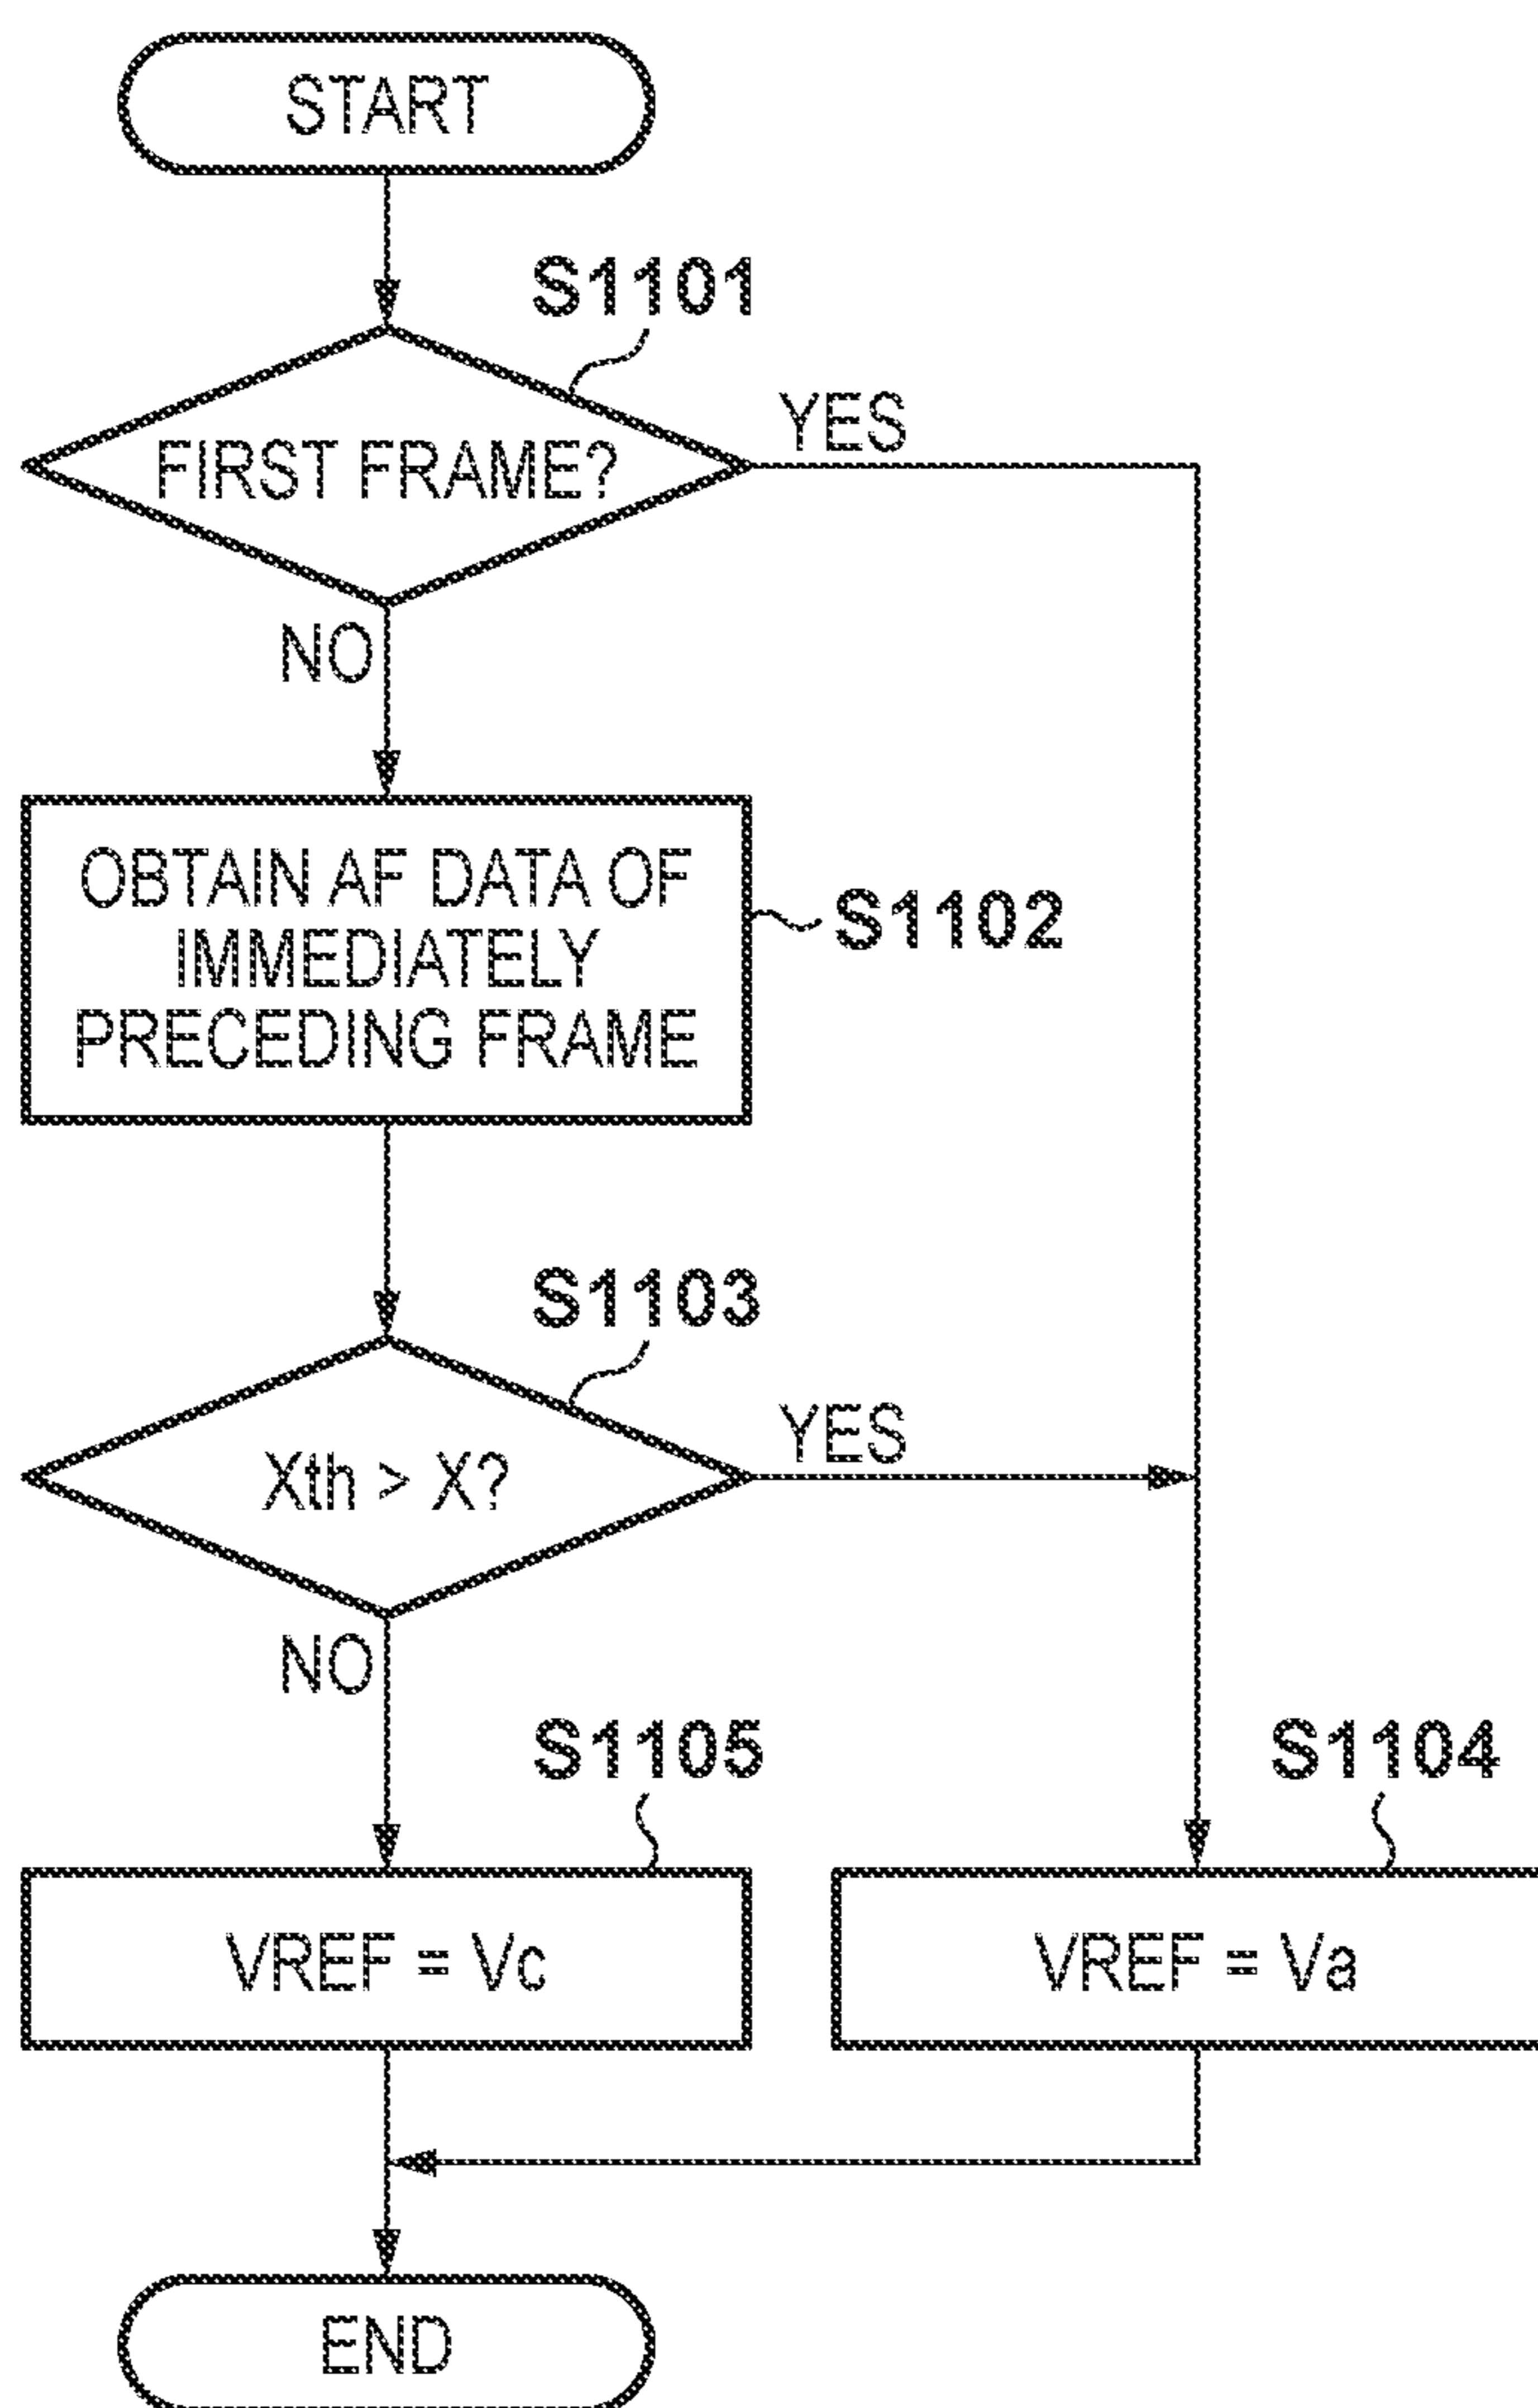 START
S1101
FIRST FRAME?
YES
NO
OBTAIN AF DATA OF
IMMEDIATELY
PRECEDING FRAME
S1102
S1103
Xth > X?
YES
NO
S1105
S1104
VREF = Vc
VREF = Va
END